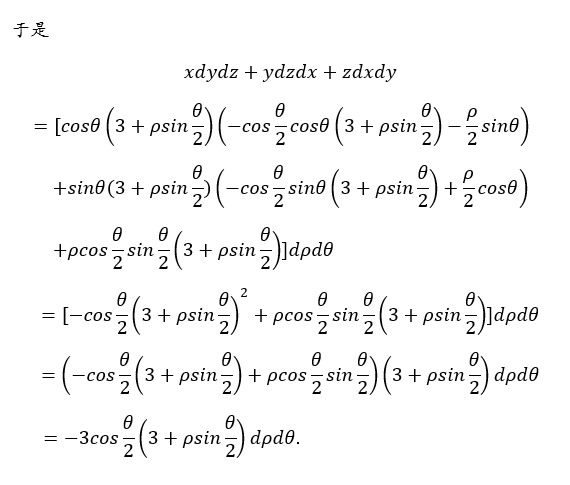 于是
xdydz + ydzdx + zdxdy
= [cosθ(3 + ρsin θ/2)(−cos θ/2 cosθ(3 + ρsin θ/2) − ρ/2 sinθ)
+sinθ(3 + ρsin θ/2)(−cos θ/2 sinθ(3 + ρsin θ/2) + ρ/2 cosθ)
+ρcos θ/2 sin θ/2 (3 + ρsin θ/2)]dρdθ
= [−cos θ/2 (3 + ρsin θ/2)² + ρcos θ/2 sin θ/2 (3 + ρsin θ/2)]dρdθ
= (−cos θ/2 (3 + ρsin θ/2) + ρcos θ/2 sin θ/2)(3 + ρsin θ/2) dρdθ
= −3cos θ/2 (3 + ρsin θ/2) dρdθ.